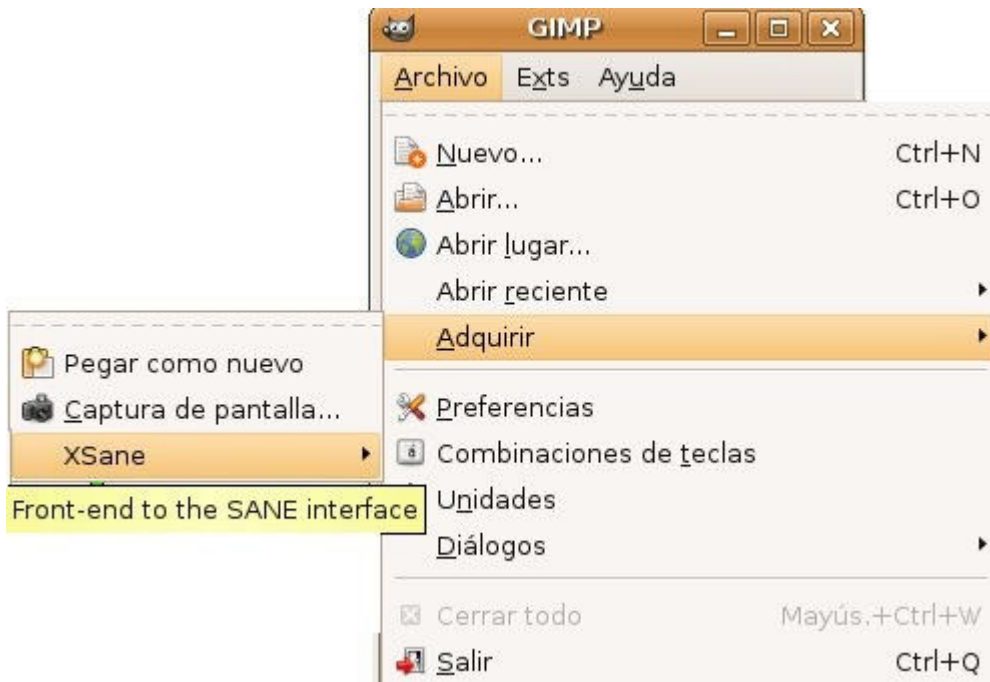 GIMP
Archivo Exts Ayuda
Nuevo... Ctrl+N
Abrir... Ctrl+O
Abrir lugar...
Abrir reciente
Adquirir
Pegar como nuevo
Captura de pantalla...
XSane
Front-end to the SANE interface
Preferencias
Combinaciones de teclas
Unidades
Diálogos
Cerrar todo Mayús.+Ctrl+W
Salir Ctrl+Q